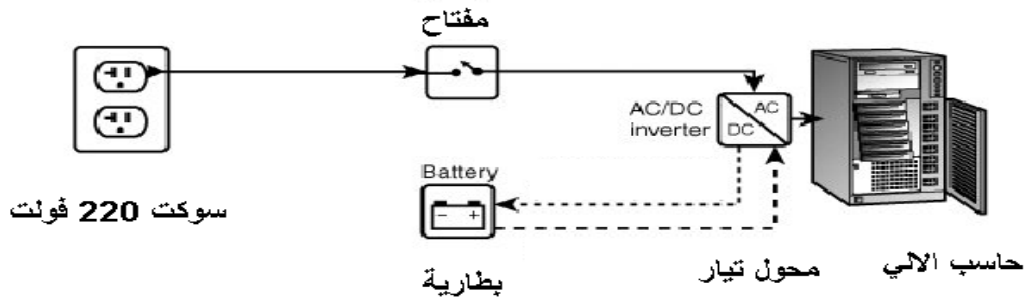 مفتاح
AC/DC
inverter
AC
DC
Battery
- +
سوكت 220 فولت
بطارية
محول تيار
حاسب الالي